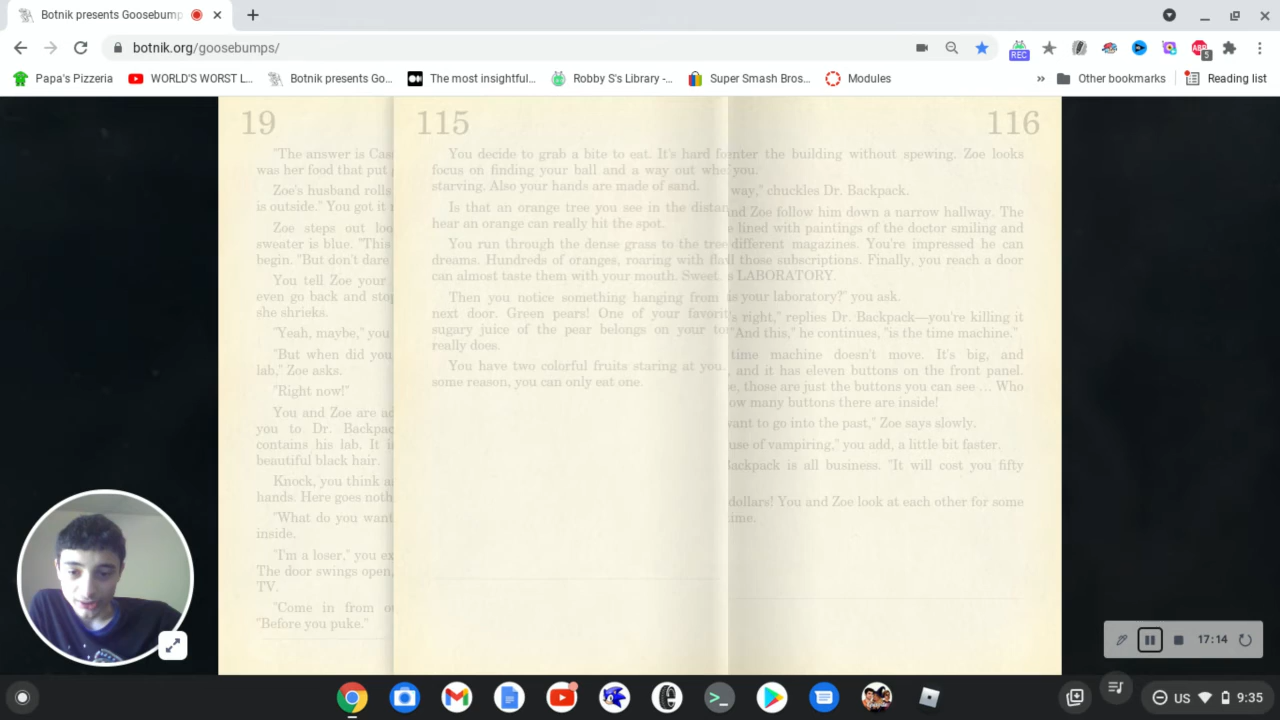 Botnik presents Goosebump
botnik.org/goosebumps/
REC
ABP
5
Papa's Pizzeria
WORLD'S WORST L...
Botnik presents Go...
The most insightful...
Robby S's Library -...
Super Smash Bros...
Modules
»
Other bookmarks
Reading list
19
"The answer is Cas
was her food that put
Zoe's husband rolls
is outside." You got it
Zoe steps out loo
sweater is blue. "This
begin. "But don't dare
You tell Zoe your
even go back and stop
she shrieks.
"Yeah, maybe," you
"But when did you
lab," Zoe asks.
"Right now!"
You and Zoe are ad
you to Dr. Backpac
contains his lab. It i
beautiful black hair.
Knock, you think a
hands. Here goes noth
"What do you want
inside.
"I'm a loser," you ex
The door swings open,
TV.
"Come in from o
"Before you puke."
115
You decide to grab a bite to eat. It's hard
focus on finding your ball and a way out
starving. Also your hands are made of sand.
Is that an orange tree you see in the distan
hear an orange can really hit the spot.
You run through the dense grass to the tree
dreams. Hundreds of oranges, roaring with
can almost taste them with your mouth. Sweet,
Then you notice something hanging from
next door. Green pears! One of your favorit
sugary juice of the pear belongs on your to
really does.
You have two colorful fruits staring at you.
some reason, you can only eat one.
116
enter the building without spewing. Zoe looks
you.
way," chuckles Dr. Backpack.
and Zoe follow him down a narrow hallway. The
lined with paintings of the doctor smiling and
different magazines. You're impressed he can
those subscriptions. Finally, you reach a door
LABORATORY.
your laboratory?" you ask.
right," replies Dr. Backpack—you're killing it
"And this," he continues, "is the time machine."
time machine doesn't move. It's big, and
, and it has eleven buttons on the front panel.
, those are just the buttons you can see ... Who
ow many buttons there are inside!
want to go into the past," Zoe says slowly.
use of vampiring," you add, a little bit faster.
Backpack is all business. "It will cost you fifty
dollars! You and Zoe look at each other for some
time.
17:14
US
9:35